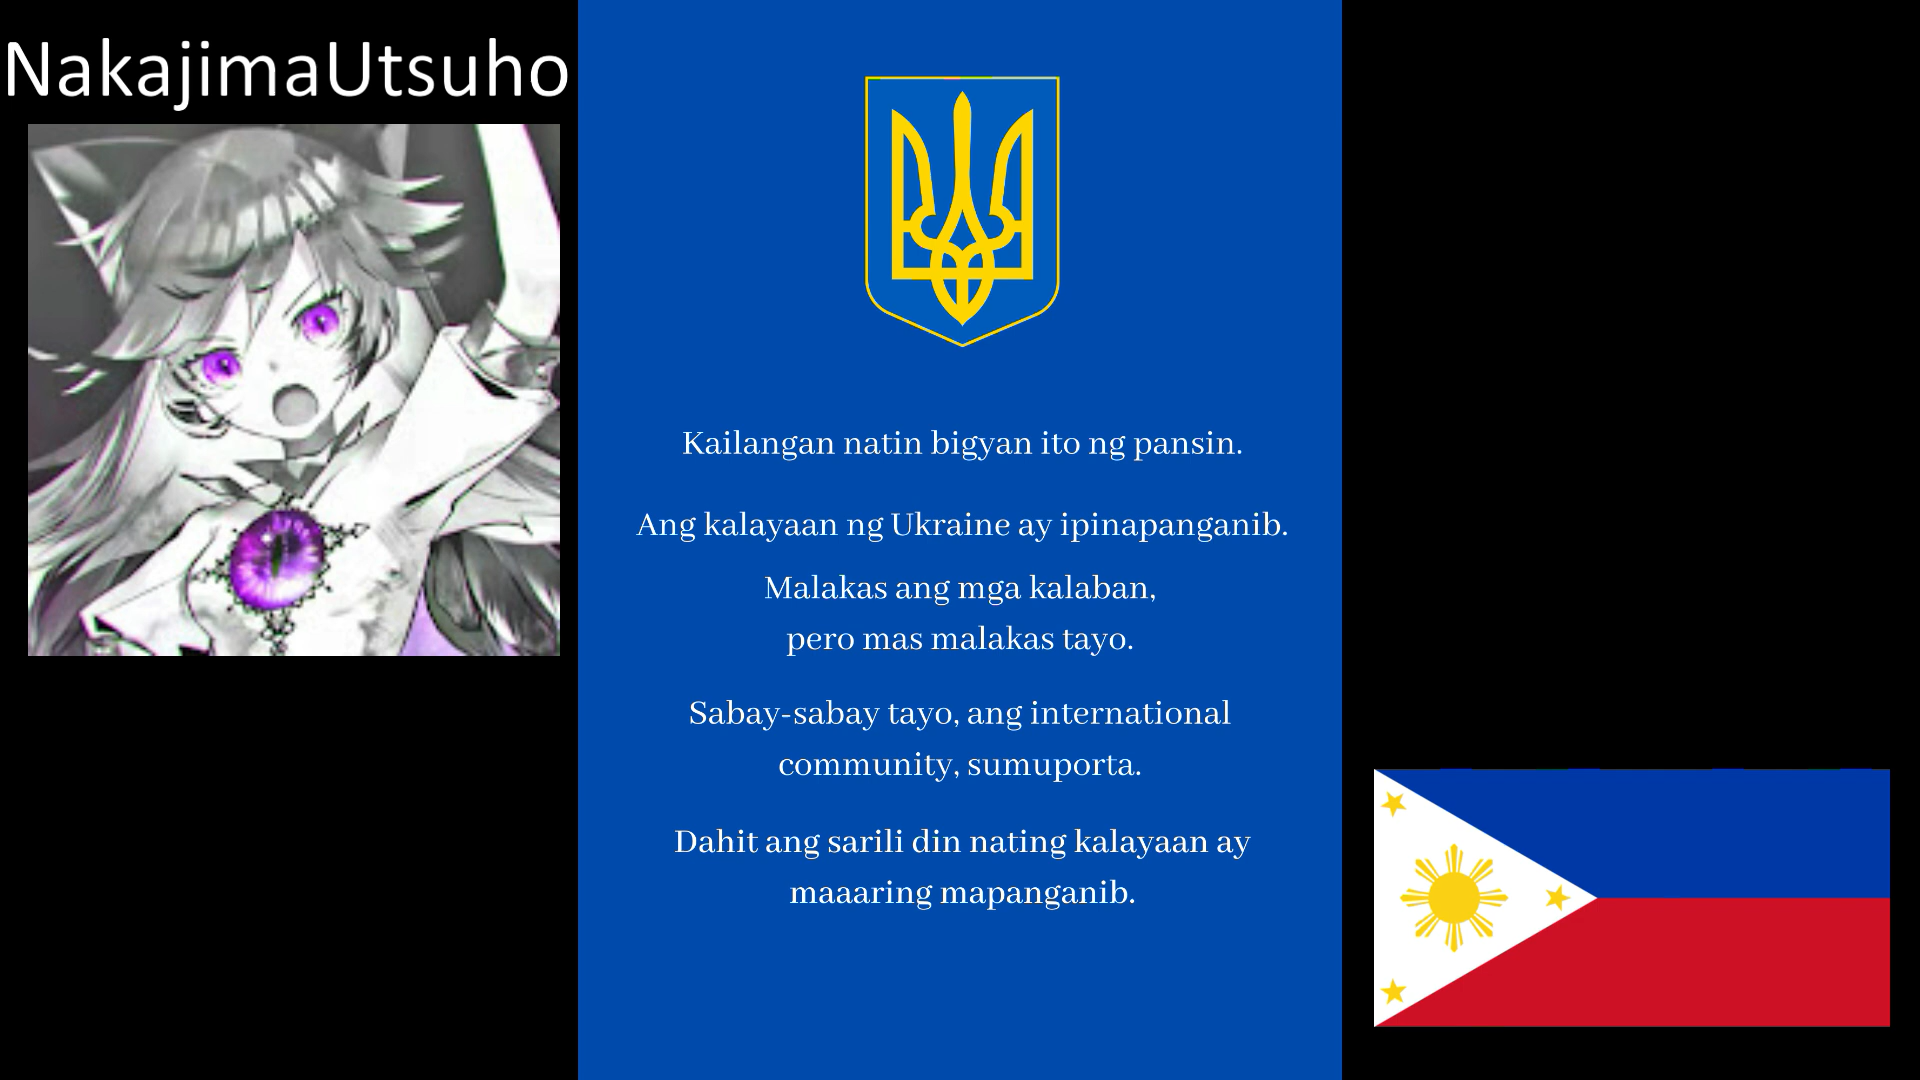 NakajimaUtsuho
Kailangan natin bigyan ito ng pansin.
Ang kalayaan ng Ukraine ay ipinapanganib.
Malakas ang mga kalaban,
pero mas malakas tayo.
Sabay-sabay tayo, ang international
community, sumuporta.
Dahit ang sarili din nating kalayaan ay
maaaring mapanganib.